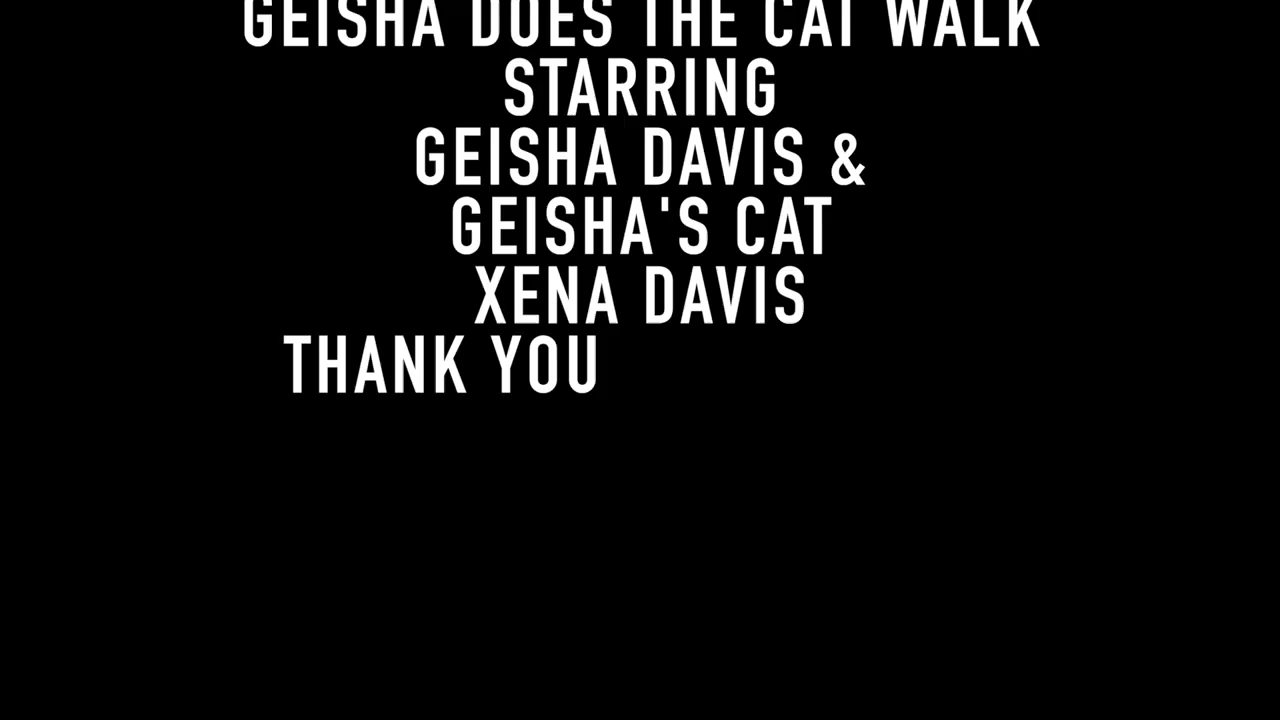 GEISHA DOES THE CAT WALK
STARRING
GEISHA DAVIS &
GEISHA'S CAT
XENA DAVIS
THANK YOU